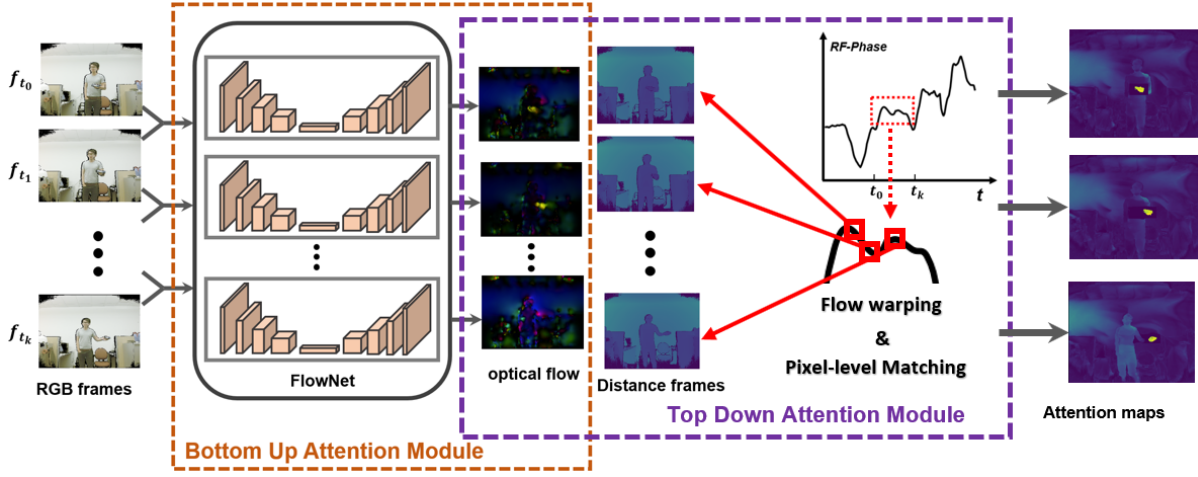 f_{t_0}
f_{t_1}
f_{t_k}
RGB frames
FlowNet
optical flow
Distance frames
RF-Phase
t_0
t_k
t
Flow warping
&
Pixel-level Matching
Attention maps
Top Down Attention Module
Bottom Up Attention Module